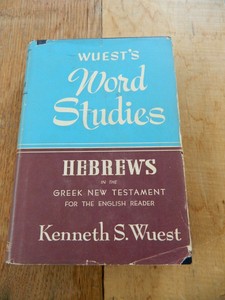 WUEST'S
Word
Studies
HEBREWS
IN THE
GREEK NEW TESTAMENT
FOR THE ENGLISH READER
Kenneth S. Wuest